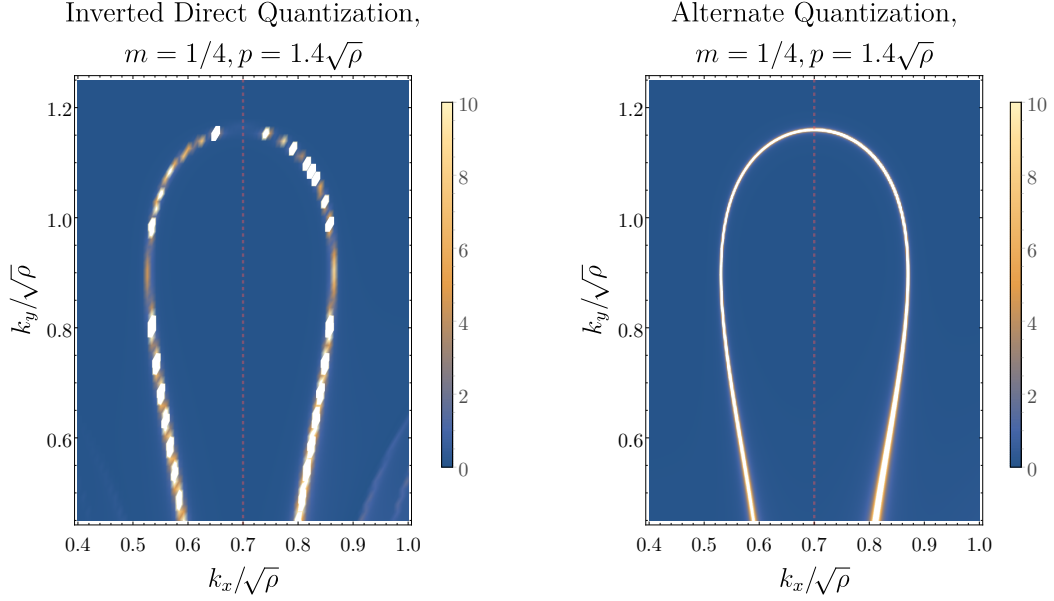 Inverted Direct Quantization,
m = 1/4, p = 1.4√ρ
1.2
1.0
0.8
0.6
0.4 0.5 0.6 0.7 0.8 0.9 1.0
k_x/√ρ
k_y/√ρ
10
8
6
4
2
0
Alternate Quantization,
m = 1/4, p = 1.4√ρ
1.2
1.0
0.8
0.6
0.4 0.5 0.6 0.7 0.8 0.9 1.0
k_x/√ρ
k_y/√ρ
10
8
6
4
2
0